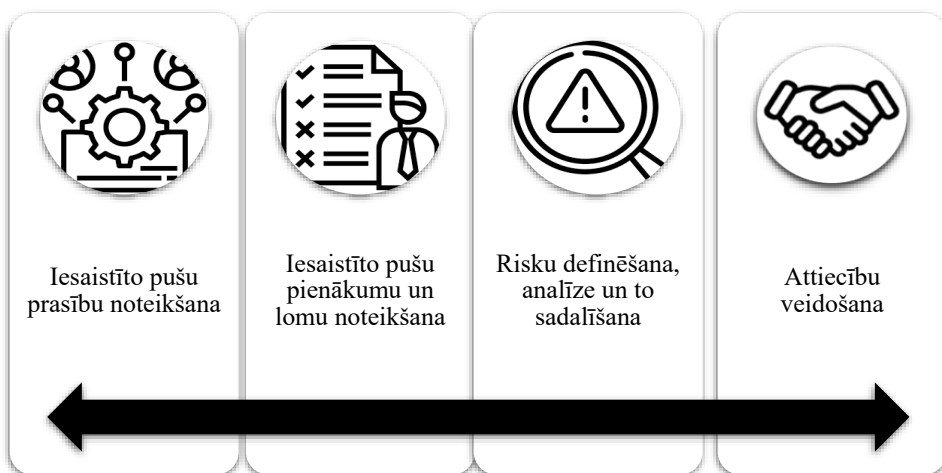 Iesaistīto pušu
prasību noteikšana
Iesaistīto pušu
pienākumu un
lomu noteikšana
Risku definēšana,
analīze un to
sadalīšana
Attiecību
veidošana